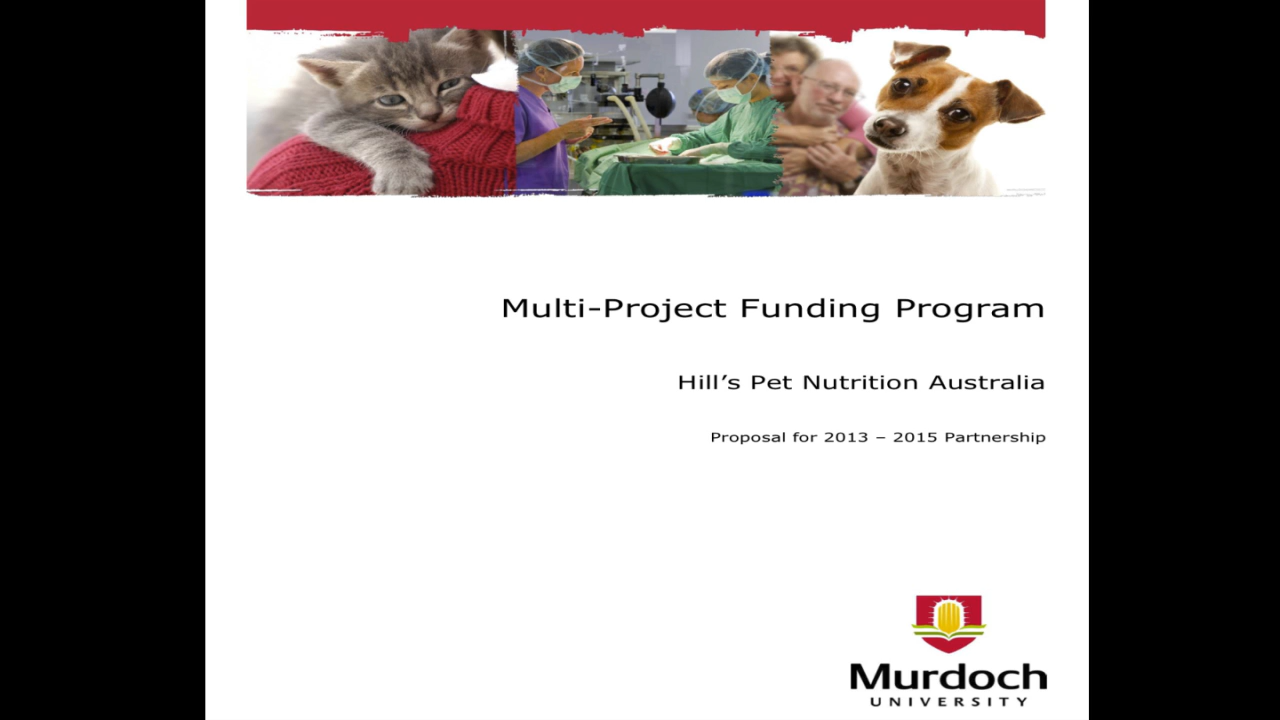 Multi-Project Funding Program
Hill's Pet Nutrition Australia
Proposal for 2013 – 2015 Partnership
Murdoch
UNIVERSITY